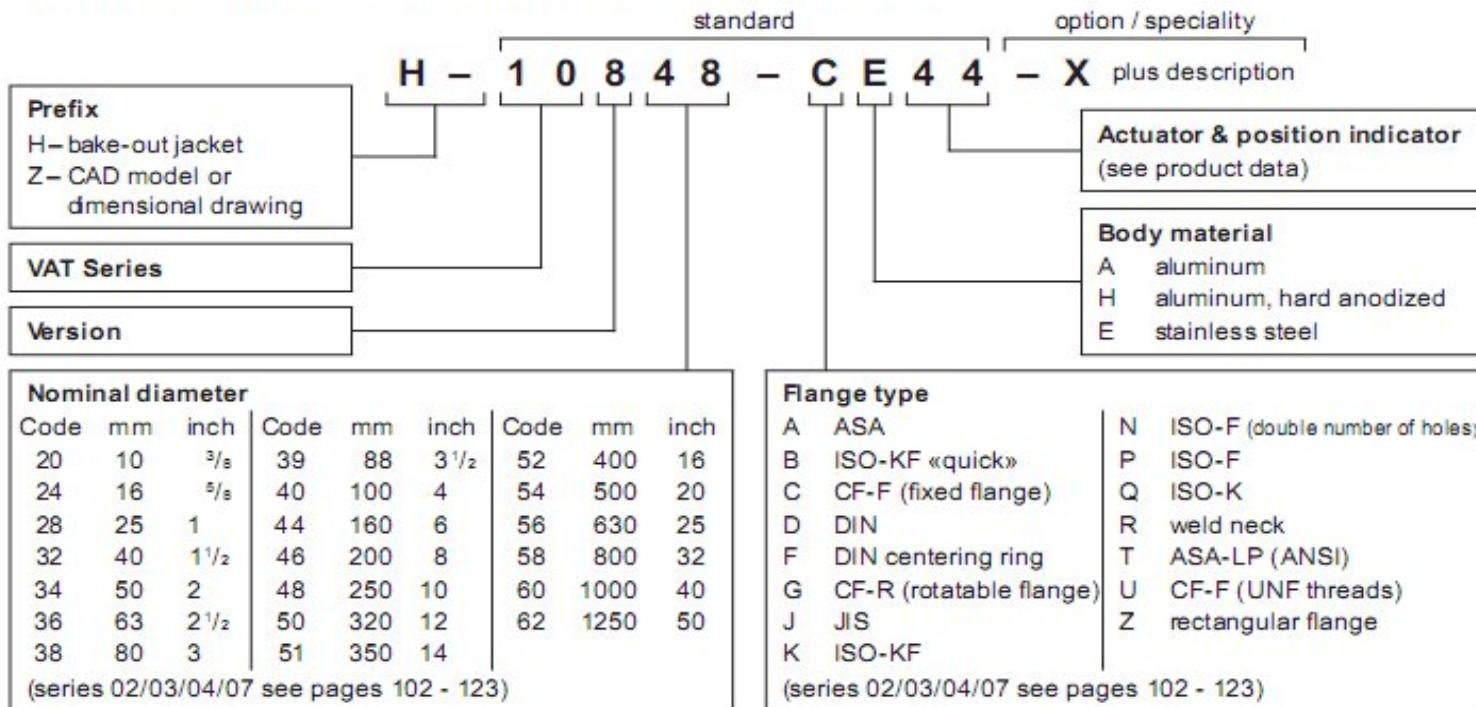 standard
option / speciality
H – 1 0 8 4 8 – C E 4 4 – X plus description
Prefix
H – bake-out jacket
Z – CAD model or
dimensional drawing
VAT Series
Version
Actuator & position indicator
(see product data)
Body material
A aluminum
H aluminum, hard anodized
E stainless steel
Nominal diameter
Code mm inch Code mm inch Code mm inch
20 10 3/8 39 88 3 1/2 52 400 16
24 16 5/8 40 100 4 54 500 20
28 25 1 44 160 6 56 630 25
32 40 1 1/2 46 200 8 58 800 32
34 50 2 48 250 10 60 1000 40
36 63 2 1/2 50 320 12 62 1250 50
38 80 3 51 350 14
(series 02/03/04/07 see pages 102 - 123)
Flange type
A ASA
B ISO-KF «quick»
C CF-F (fixed flange)
D DIN
F DIN centering ring
G CF-R (rotatable flange)
J JIS
K ISO-KF
N ISO-F (double number of holes)
P ISO-F
Q ISO-K
R weld neck
T ASA-LP (ANSI)
U CF-F (UNF threads)
Z rectangular flange
(series 02/03/04/07 see pages 102 - 123)